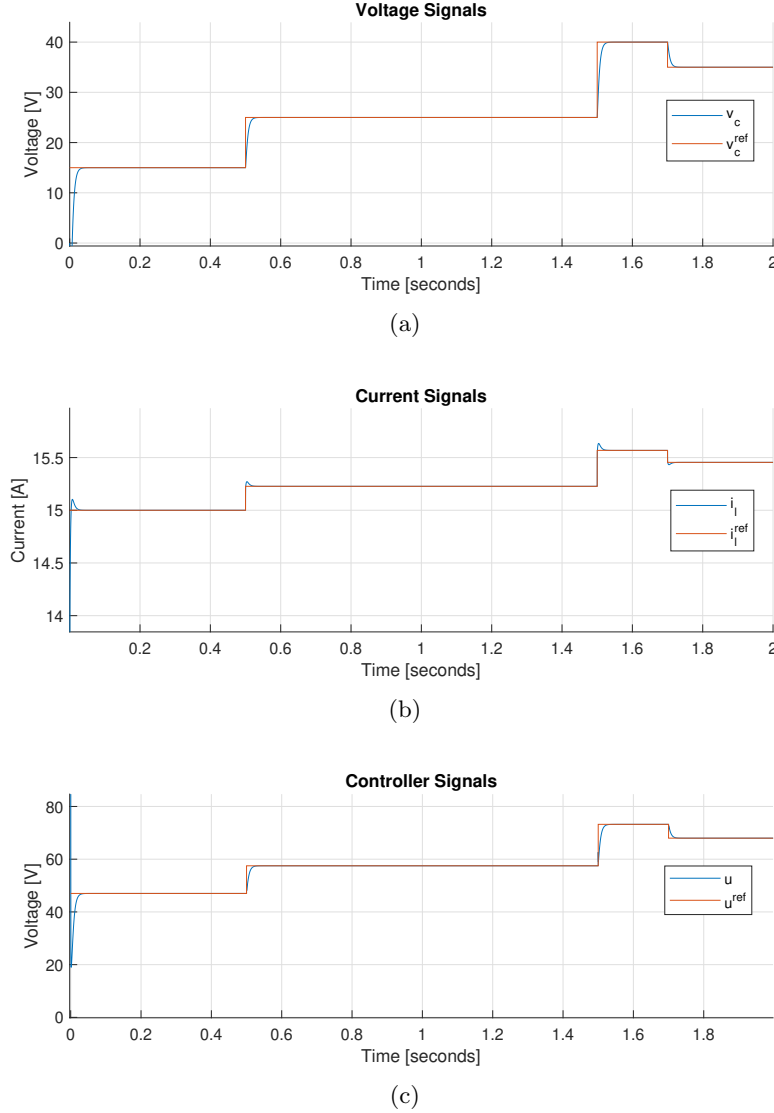 Voltage Signals
40
30
20
10
0
Voltage [V]
v_c
v_c^ref
0 0.2 0.4 0.6 0.8 1 1.2 1.4 1.6 1.8 2
Time [seconds]
(a)
Current Signals
15.5
15
14.5
14
Current [A]
i_l
i_l^ref
0.2 0.4 0.6 0.8 1 1.2 1.4 1.6 1.8 2
Time [seconds]
(b)
Controller Signals
80
60
40
20
0
Voltage [V]
u
u^ref
0 0.2 0.4 0.6 0.8 1 1.2 1.4 1.6 1.8
Time [seconds]
(c)